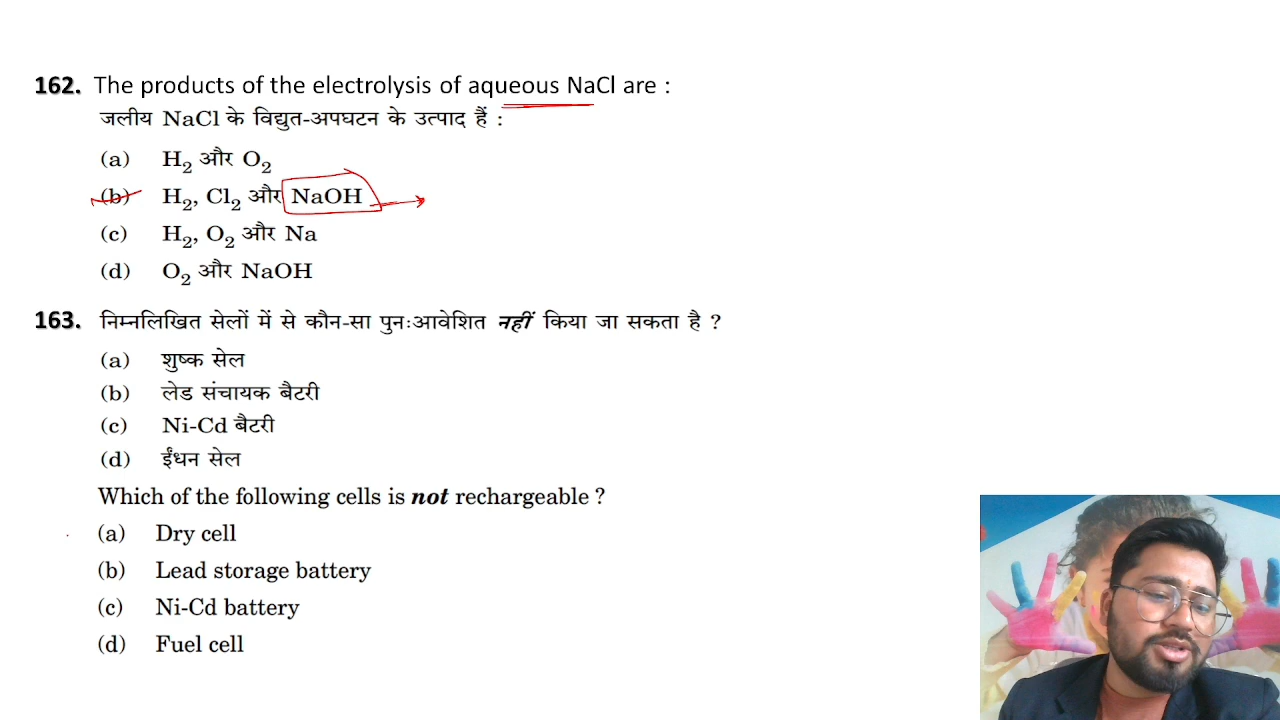 162. The products of the electrolysis of aqueous NaCl are :
जलीय NaCl के विद्युत-अपघटन के उत्पाद हैं :
(a) H₂ और O₂
(b) H₂, Cl₂ और NaOH
(c) H₂, O₂ और Na
(d) O₂ और NaOH
163. निम्नलिखित सेलों में से कौन-सा पुनःआवेशित नहीं किया जा सकता है ?
(a) शुष्क सेल
(b) लेड संचायक बैटरी
(c) Ni-Cd बैटरी
(d) ईंधन सेल
Which of the following cells is not rechargeable ?
(a) Dry cell
(b) Lead storage battery
(c) Ni-Cd battery
(d) Fuel cell